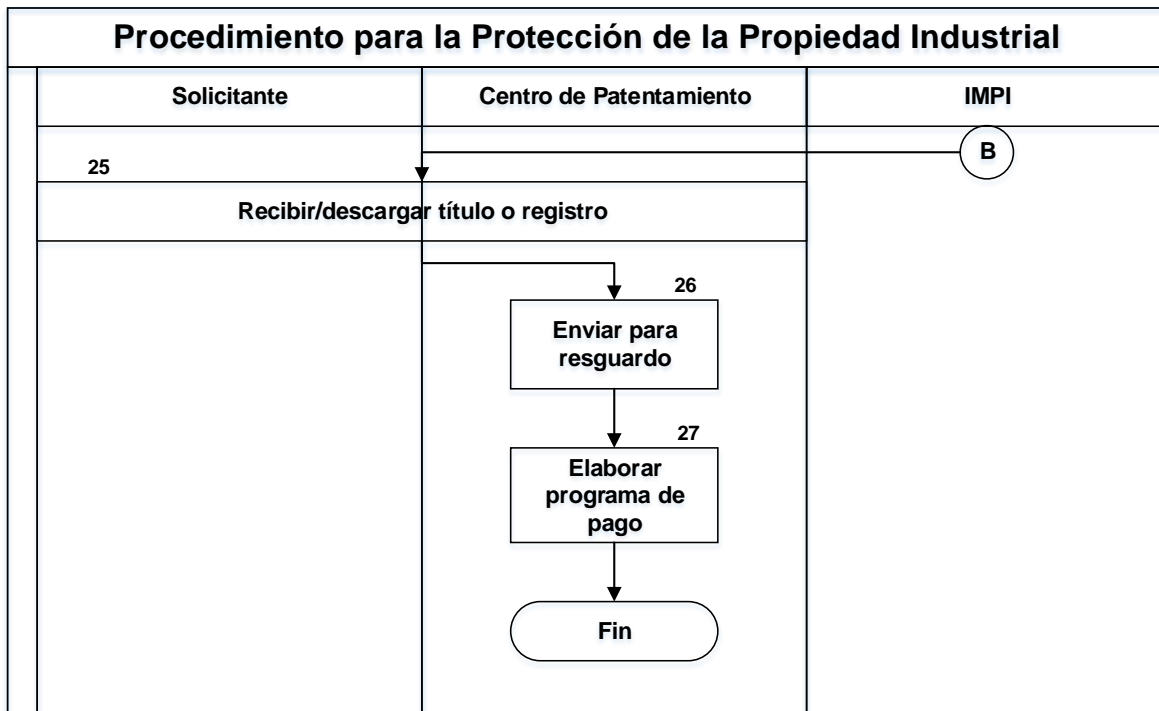 Procedimiento para la Protección de la Propiedad Industrial
Solicitante
Centro de Patentamiento
IMPI
B
25
Recibir/descargar título o registro
26
Enviar para
resguardo
27
Elaborar
programa de
pago
Fin